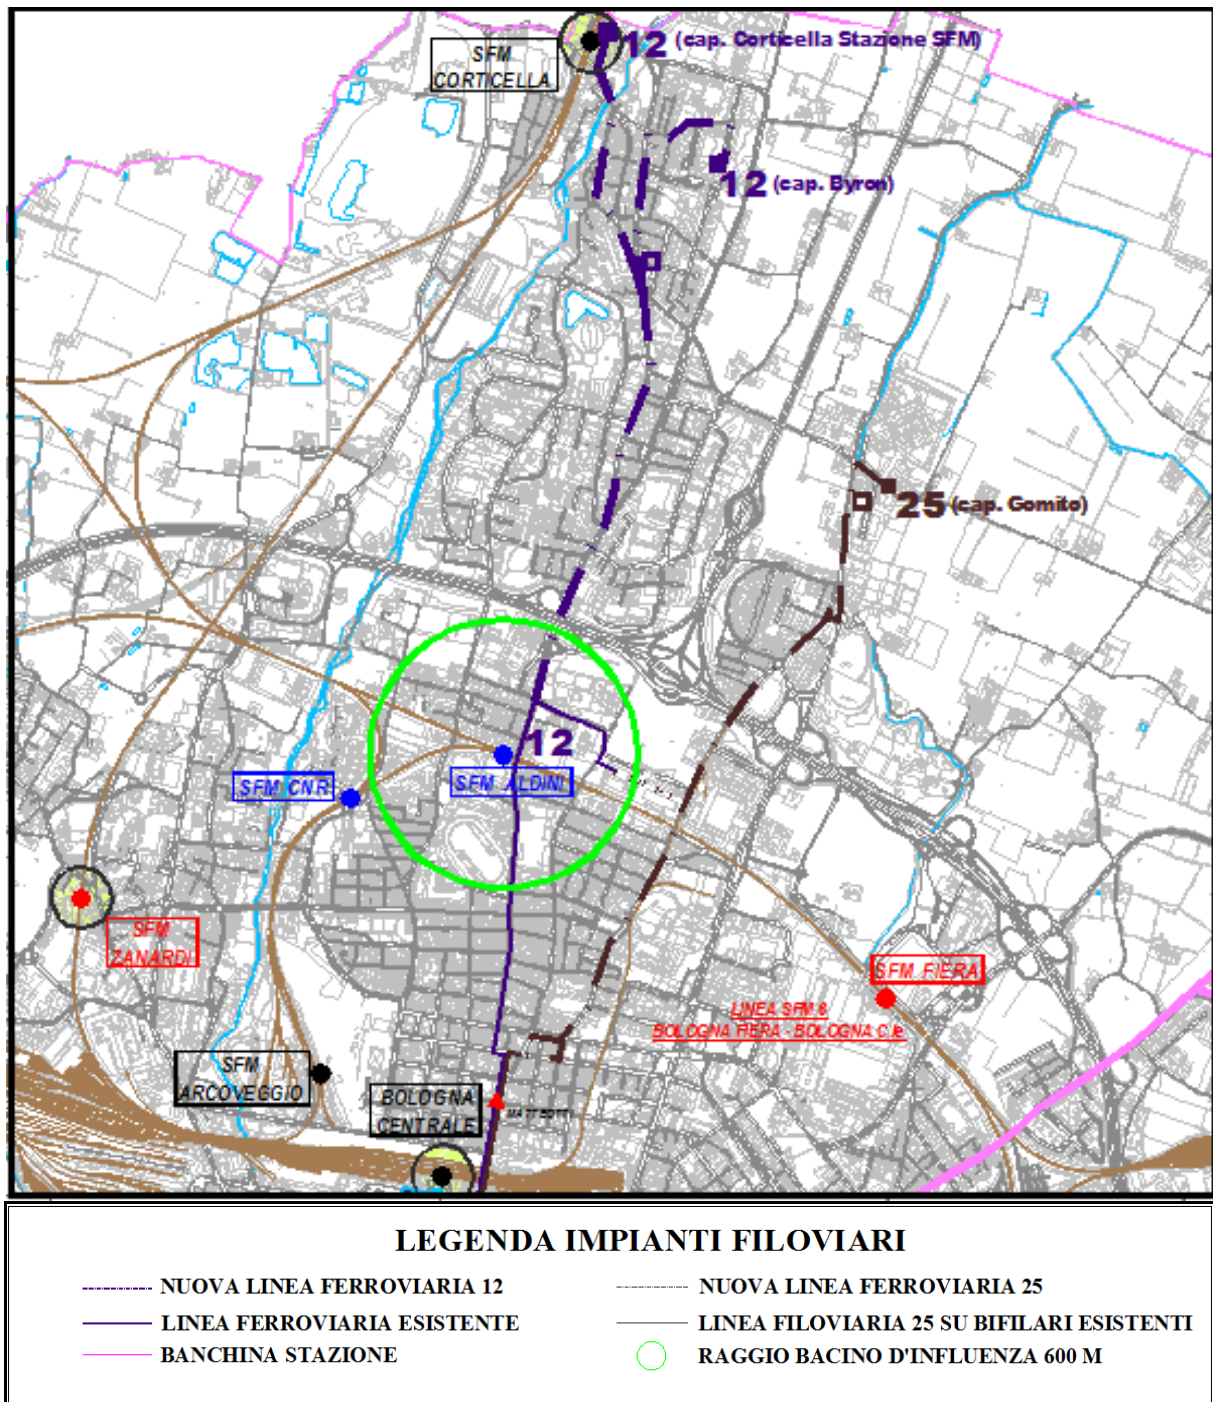 12 (cap. Corticella Stazione SFM)
SFM
CORTICELLA
12 (cap. Byron)
25 (cap. Gomito)
12
SFM CNR
SFM ALDINI
SFM
ZANARDI
SFM FIERA
LINEA SFM 6
BOLOGNA FIERA - BOLOGNA C.le
SFM
ARCOVEGGIO
BOLOGNA
CENTRALE
MATTEOTTI
LEGENDA IMPIANTI FILOVIARI
NUOVA LINEA FERROVIARIA 12
NUOVA LINEA FERROVIARIA 25
LINEA FERROVIARIA ESISTENTE
LINEA FILOVIARIA 25 SU BIFILARI ESISTENTI
BANCHINA STAZIONE
RAGGIO BACINO D'INFLUENZA 600 M